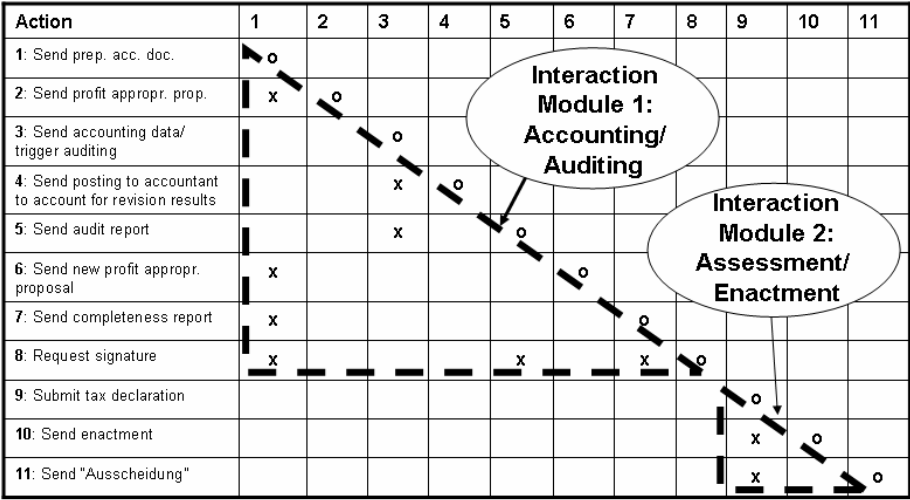 Action 1 2 3 4 5 6 7 8 9 10 11
1: Send prep. acc. doc. o
2: Send profit appropr. prop. x o
3: Send accounting data/
trigger auditing o
4: Send posting to accountant
to account for revision results x o
5: Send audit report x o
6: Send new profit appropr.
proposal x o
7: Send completeness report x o
8: Request signature x x x o
9: Submit tax declaration o
10: Send enactment x o
11: Send "Ausscheidung" x o
Interaction
Module 1:
Accounting/
Auditing
Interaction
Module 2:
Assessment/
Enactment